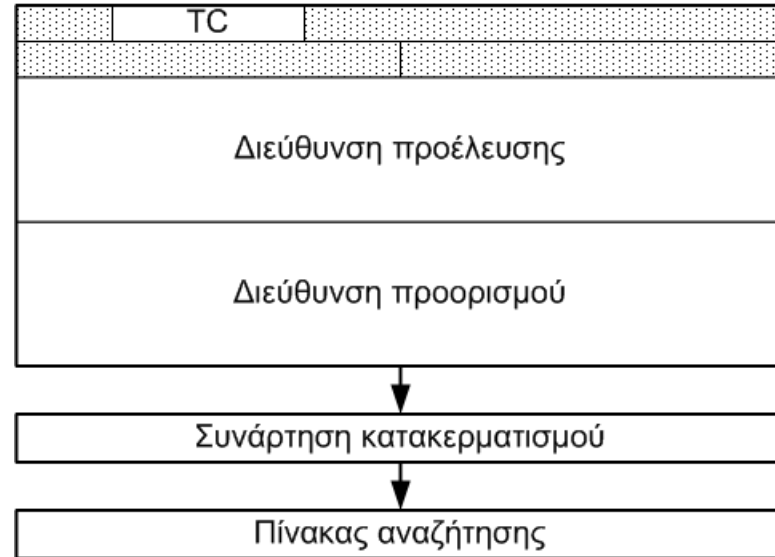 TC
Διεύθυνση προέλευσης
Διεύθυνση προορισμού
Συνάρτηση κατακερματισμού
Πίνακας αναζήτησης